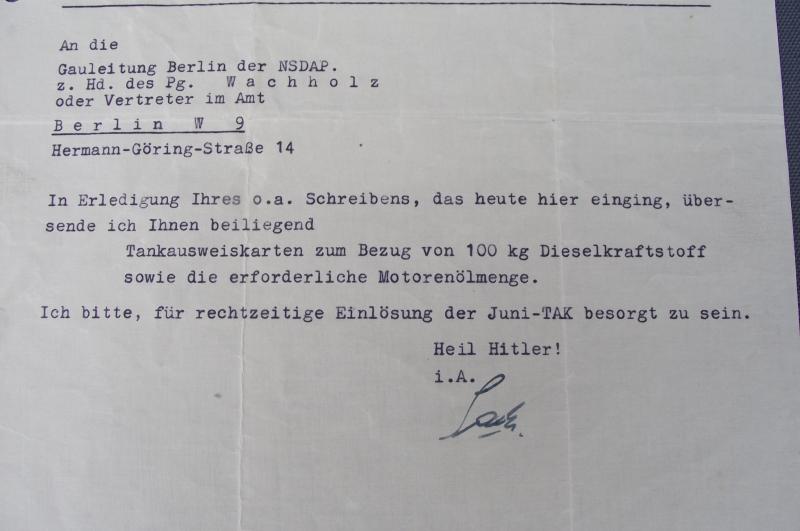 An die
Gauleitung Berlin der NSDAP.
z. Hd. des Pg. W a c h h o l z
oder Vertreter im Amt
B e r l i n W 9
Hermann-Göring-Straße 14
In Erledigung Ihres o.a. Schreibens, das heute hier einging, über-
sende ich Ihnen beiliegend
Tankausweiskarten zum Bezug von 100 kg Dieselkraftstoff
sowie die erforderliche Motorenölmenge.
Ich bitte, für rechtzeitige Einlösung der Juni-TAK besorgt zu sein.
Heil Hitler!
i.A.